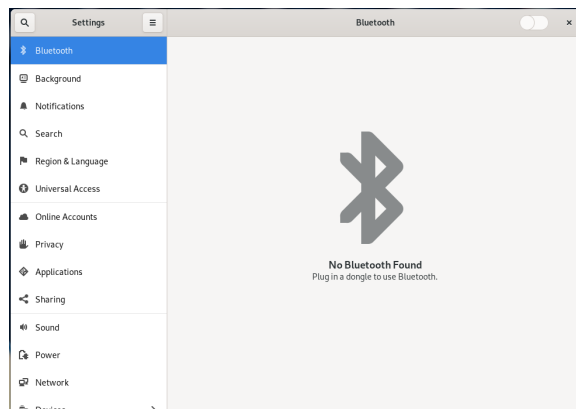 Settings
Bluetooth
Bluetooth
Background
Notifications
Search
Region & Language
Universal Access
Online Accounts
Privacy
Applications
Sharing
Sound
Power
Network
Devices
No Bluetooth Found
Plug in a dongle to use Bluetooth.